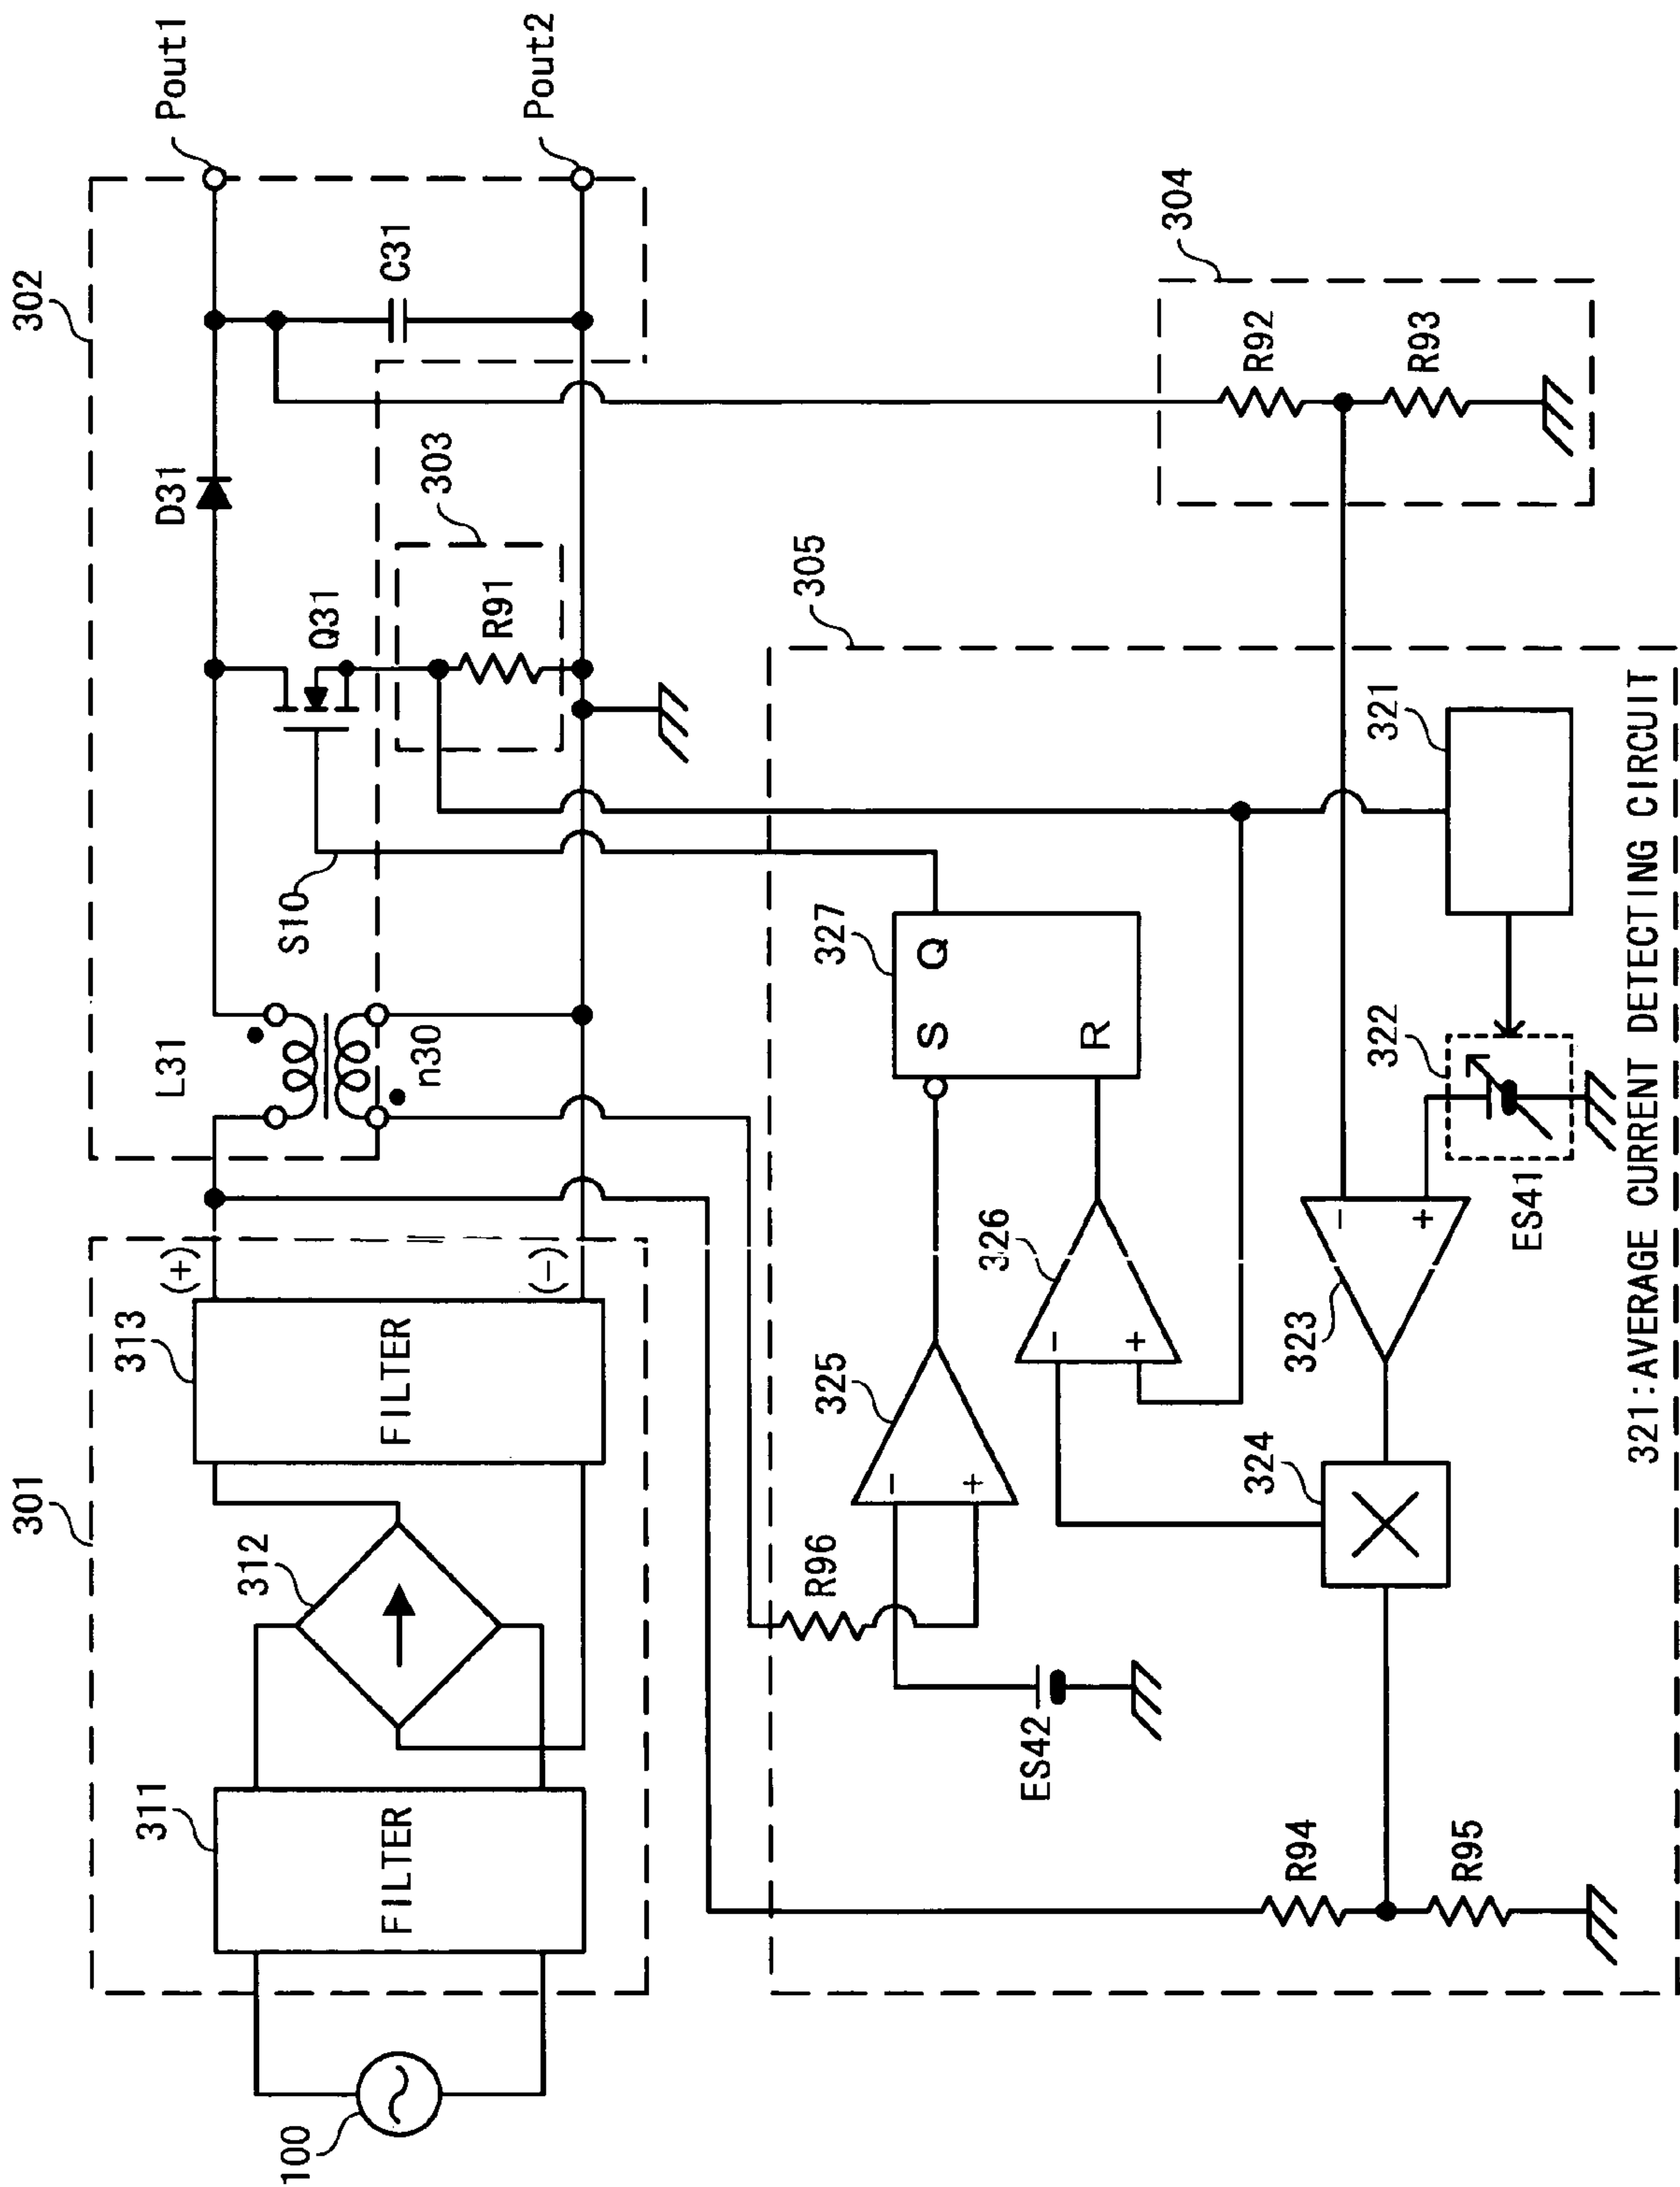 301
302
311
FILTER
312
313
FILTER
(+)
(−)
100
L31
n30
S10
Q31
D31
303
R91
C31
Pout1
Pout2
304
R92
R93
305
R96
325
−
+
ES42
326
−
+
327
S
Q
R
R94
R95
324
323
−
+
322
ES41
321
321:AVERAGE CURRENT DETECTING CIRCUIT